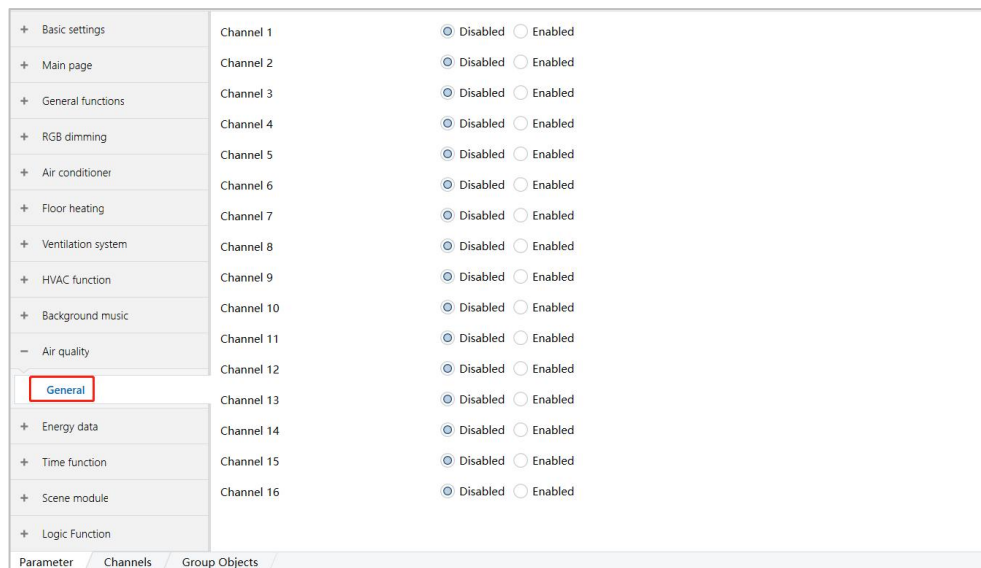 + Basic settings
+ Main page
+ General functions
+ RGB dimming
+ Air conditioner
+ Floor heating
+ Ventilation system
+ HVAC function
+ Background music
− Air quality
General
+ Energy data
+ Time function
+ Scene module
+ Logic Function
Channel 1 Disabled Enabled
Channel 2 Disabled Enabled
Channel 3 Disabled Enabled
Channel 4 Disabled Enabled
Channel 5 Disabled Enabled
Channel 6 Disabled Enabled
Channel 7 Disabled Enabled
Channel 8 Disabled Enabled
Channel 9 Disabled Enabled
Channel 10 Disabled Enabled
Channel 11 Disabled Enabled
Channel 12 Disabled Enabled
Channel 13 Disabled Enabled
Channel 14 Disabled Enabled
Channel 15 Disabled Enabled
Channel 16 Disabled Enabled
Parameter Channels Group Objects